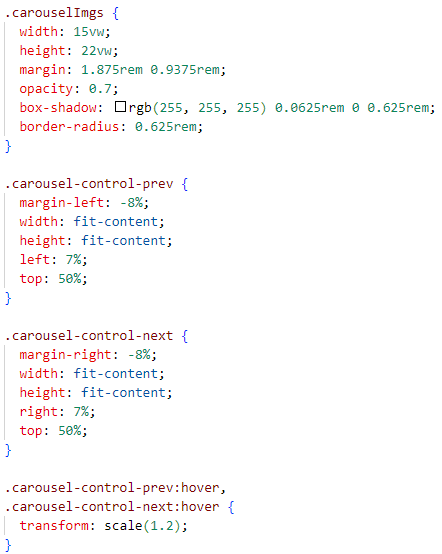 .carouselImgs {
  width: 15vw;
  height: 22vw;
  margin: 1.875rem 0.9375rem;
  opacity: 0.7;
  box-shadow: rgb(255, 255, 255) 0.0625rem 0 0.625rem;
  border-radius: 0.625rem;
}

.carousel-control-prev {
  margin-left: -8%;
  width: fit-content;
  height: fit-content;
  left: 7%;
  top: 50%;
}

.carousel-control-next {
  margin-right: -8%;
  width: fit-content;
  height: fit-content;
  right: 7%;
  top: 50%;
}

.carousel-control-prev:hover,
.carousel-control-next:hover {
  transform: scale(1.2);
}